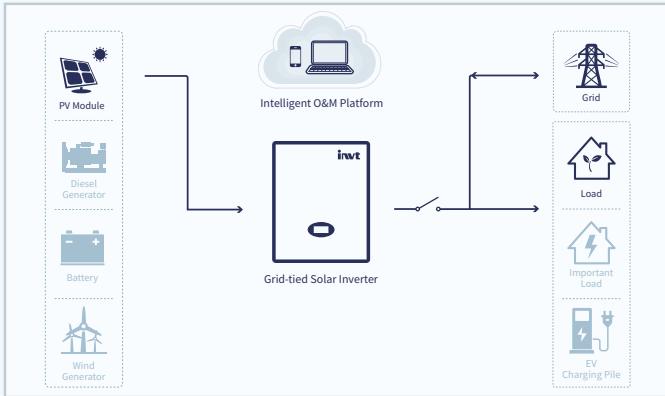 PV Module
Diesel
Generator
Battery
Wind
Generator
Intelligent O&M Platform
invt
Grid-tied Solar Inverter
Grid
Load
Important
Load
EV
Charging Pile